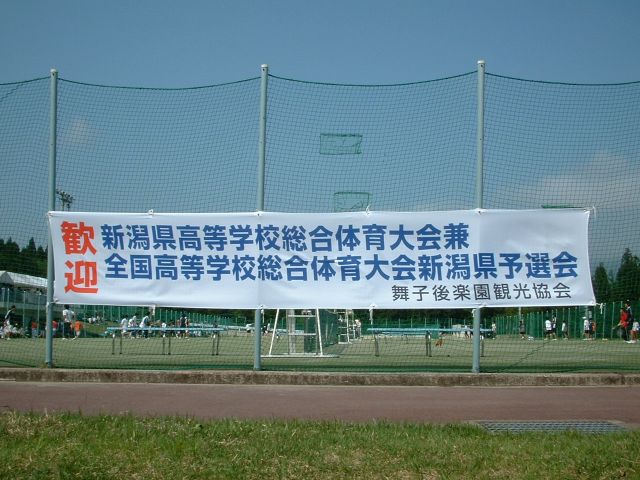 歓迎
新潟県高等学校総合体育大会兼
全国高等学校総合体育大会新潟県予選会
舞子後楽園観光協会